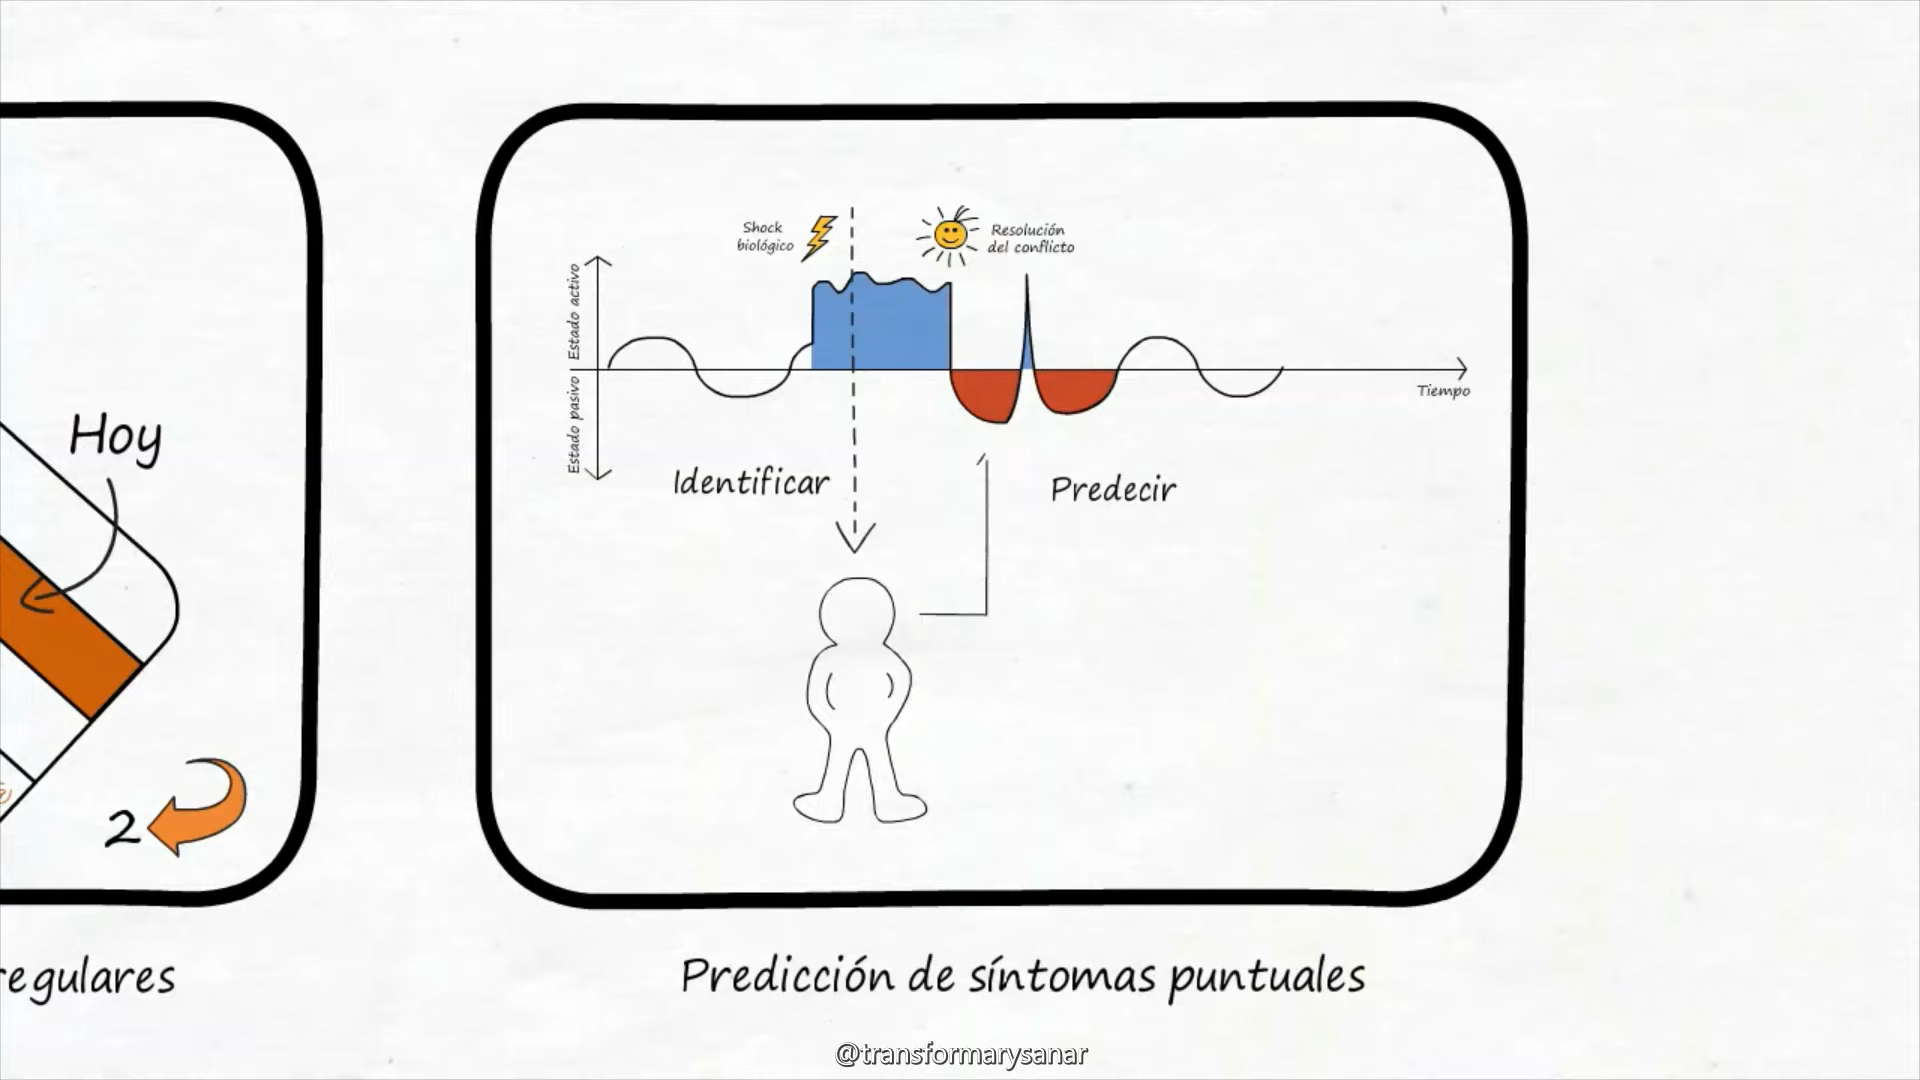 Hoy
2
regulares
Shock
biológico
Resolución
del conflicto
Estado activo
Estado pasivo
Tiempo
Identificar
Predecir
Predicción de síntomas puntuales
@transformarysanar